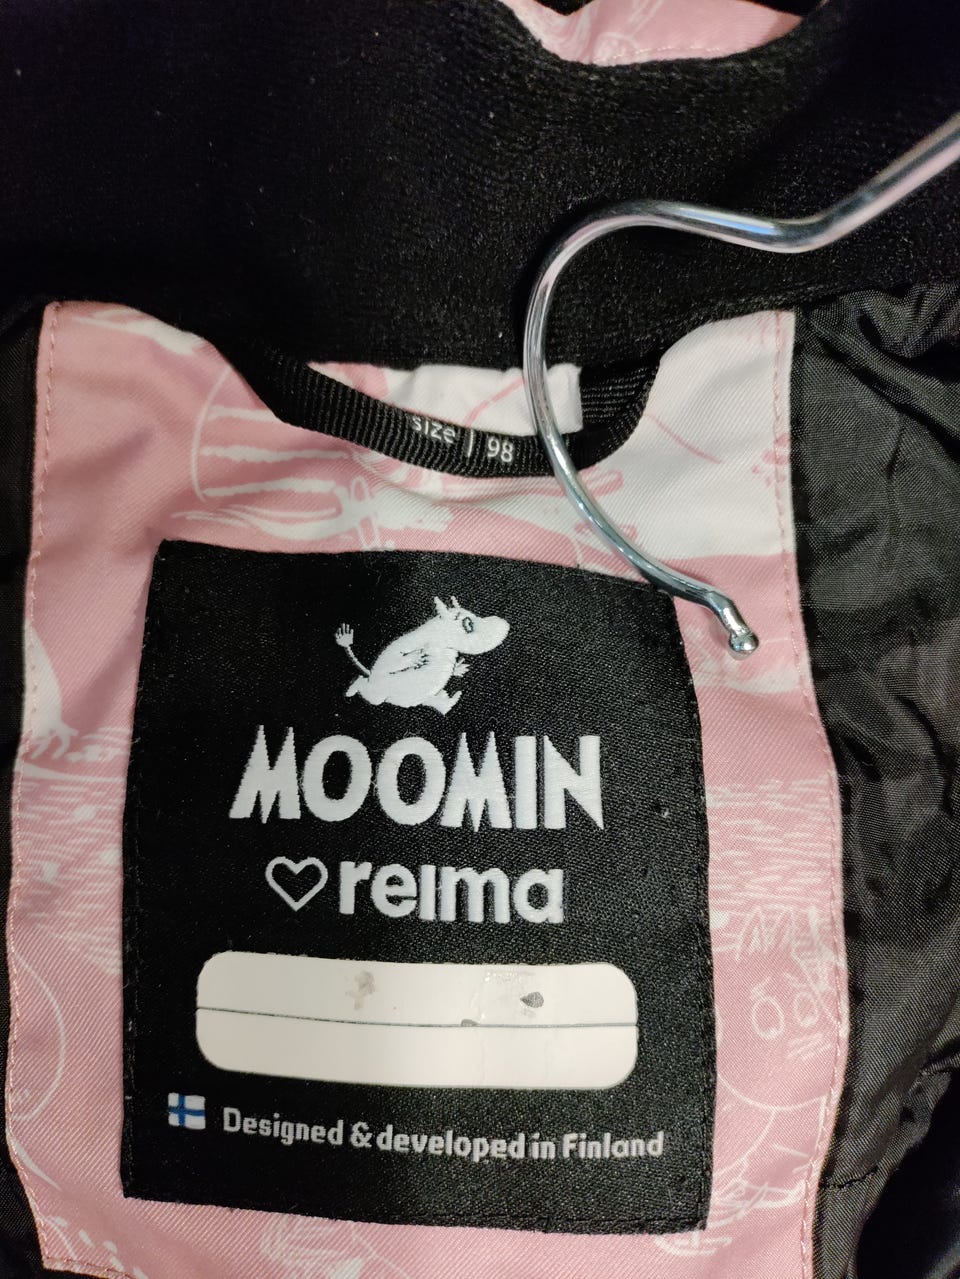 size | 98
MOOMIN
♡ reima
Designed & developed in Finland